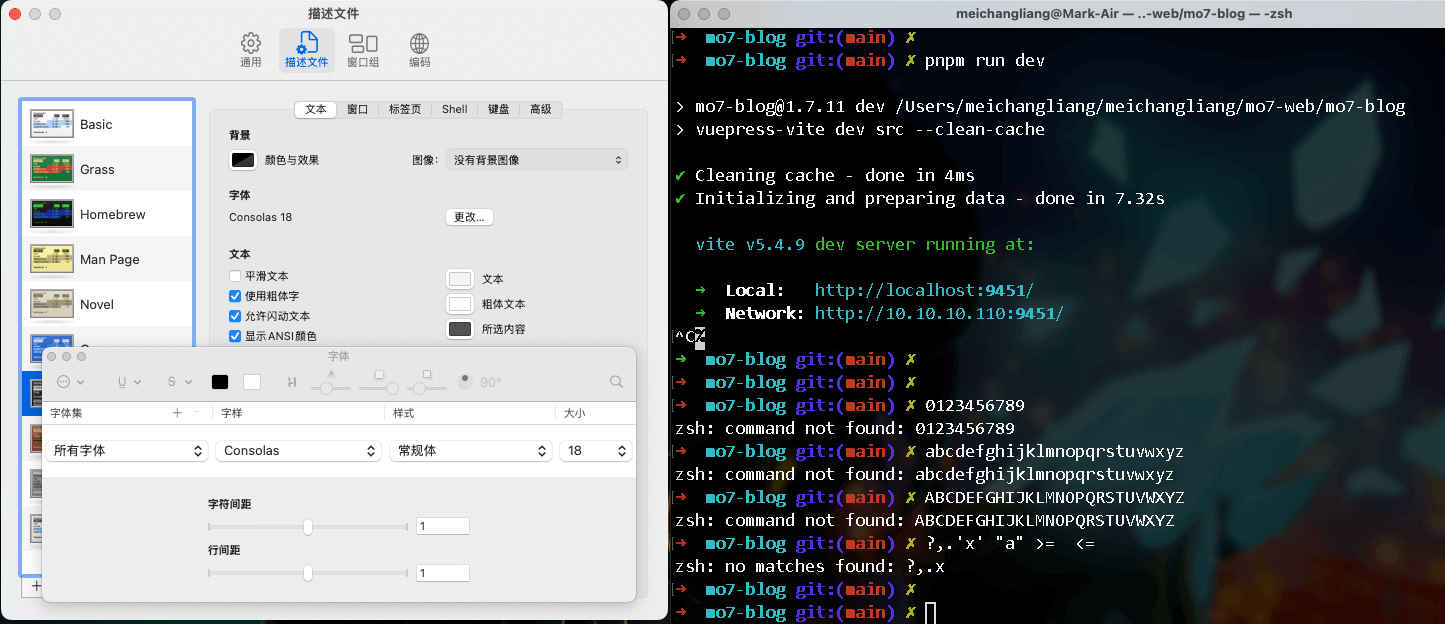 描述文件
通用
描述文件
窗口组
编码
Basic
Grass
Homebrew
Man Page
Novel
文本
窗口
标签页
Shell
键盘
高级
背景
颜色与效果
图像:
没有背景图像
字体
Consolas 18
更改...
文本
平滑文本
使用粗体字
允许闪动文本
显示ANSI颜色
文本
粗体文本
所选内容
字体
U
S
90°
字体集
+
-
字样
样式
大小
所有字体
Consolas
常规体
18
字符间距
1
行间距
1
+
meichangliang@Mark-Air — ..-web/mo7-blog — -zsh
[➜ mo7-blog git:(main) ✗
[➜ mo7-blog git:(main) ✗ pnpm run dev
> mo7-blog@1.7.11 dev /Users/meichangliang/meichangliang/mo7-web/mo7-blog
> vuepress-vite dev src --clean-cache
✔ Cleaning cache - done in 4ms
✔ Initializing and preparing data - done in 7.32s
vite v5.4.9 dev server running at:
➜ Local: http://localhost:9451/
➜ Network: http://10.10.10.110:9451/
[^C
➜ mo7-blog git:(main) ✗
[➜ mo7-blog git:(main) ✗
[➜ mo7-blog git:(main) ✗ 0123456789
zsh: command not found: 0123456789
[➜ mo7-blog git:(main) ✗ abcdefghijklmnopqrstuvwxyz
zsh: command not found: abcdefghijklmnopqrstuvwxyz
[➜ mo7-blog git:(main) ✗ ABCDEFGHIJKLMNOPQRSTUVWXYZ
zsh: command not found: ABCDEFGHIJKLMNOPQRSTUVWXYZ
[➜ mo7-blog git:(main) ✗ ?,.'x' "a" >= <=
zsh: no matches found: ?,.x
[➜ mo7-blog git:(main) ✗
[➜ mo7-blog git:(main) ✗